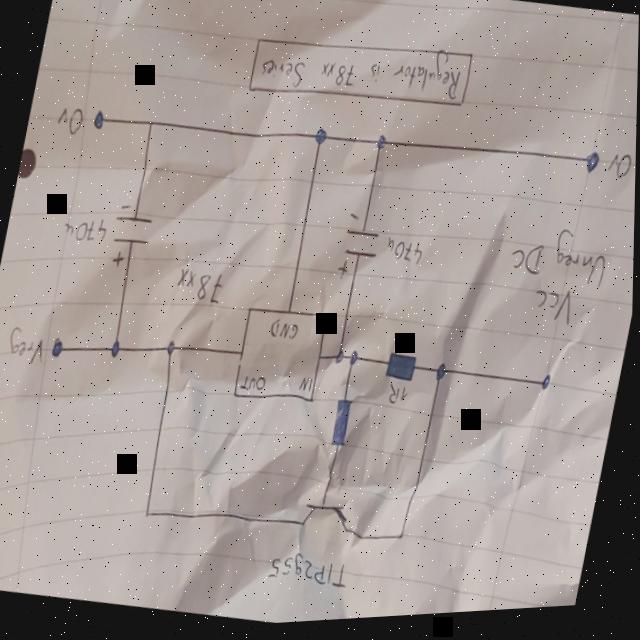 TIP2955
1R
IN OUT
Vreg
GND
Vcc
Unreg DC
78xx
+
470u
-
+
470u
-
0V
0V
Regulator is 78xx Series